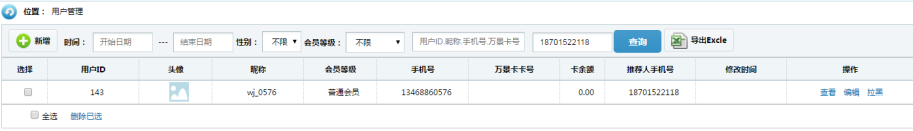 位置： 用户管理
新增 时间： 开始日期 --- 结束日期 性别： 不限 会员等级： 不限 用户ID.昵称.手机号.万景卡号 18701522118 查询 导出Excle
选择 用户ID 头像 昵称 会员等级 手机号 万景卡卡号 卡余额 推荐人手机号 修改时间 操作
143 wj_0576 普通会员 13468860576 0.00 18701522118 查看 编辑 拉黑
全选 删除已选